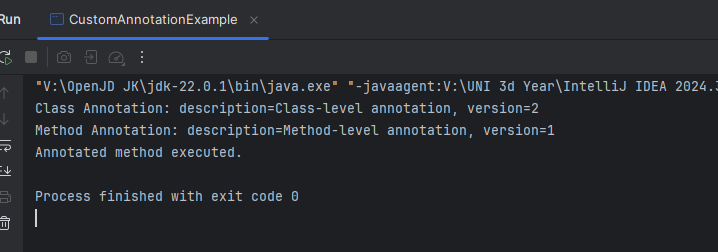 Run CustomAnnotationExample
"V:\OpenJD JK\jdk-22.0.1\bin\java.exe" "-javaagent:V:\UNI 3d Year\IntelliJ IDEA 2024.
Class Annotation: description=Class-level annotation, version=2
Method Annotation: description=Method-level annotation, version=1
Annotated method executed.
Process finished with exit code 0